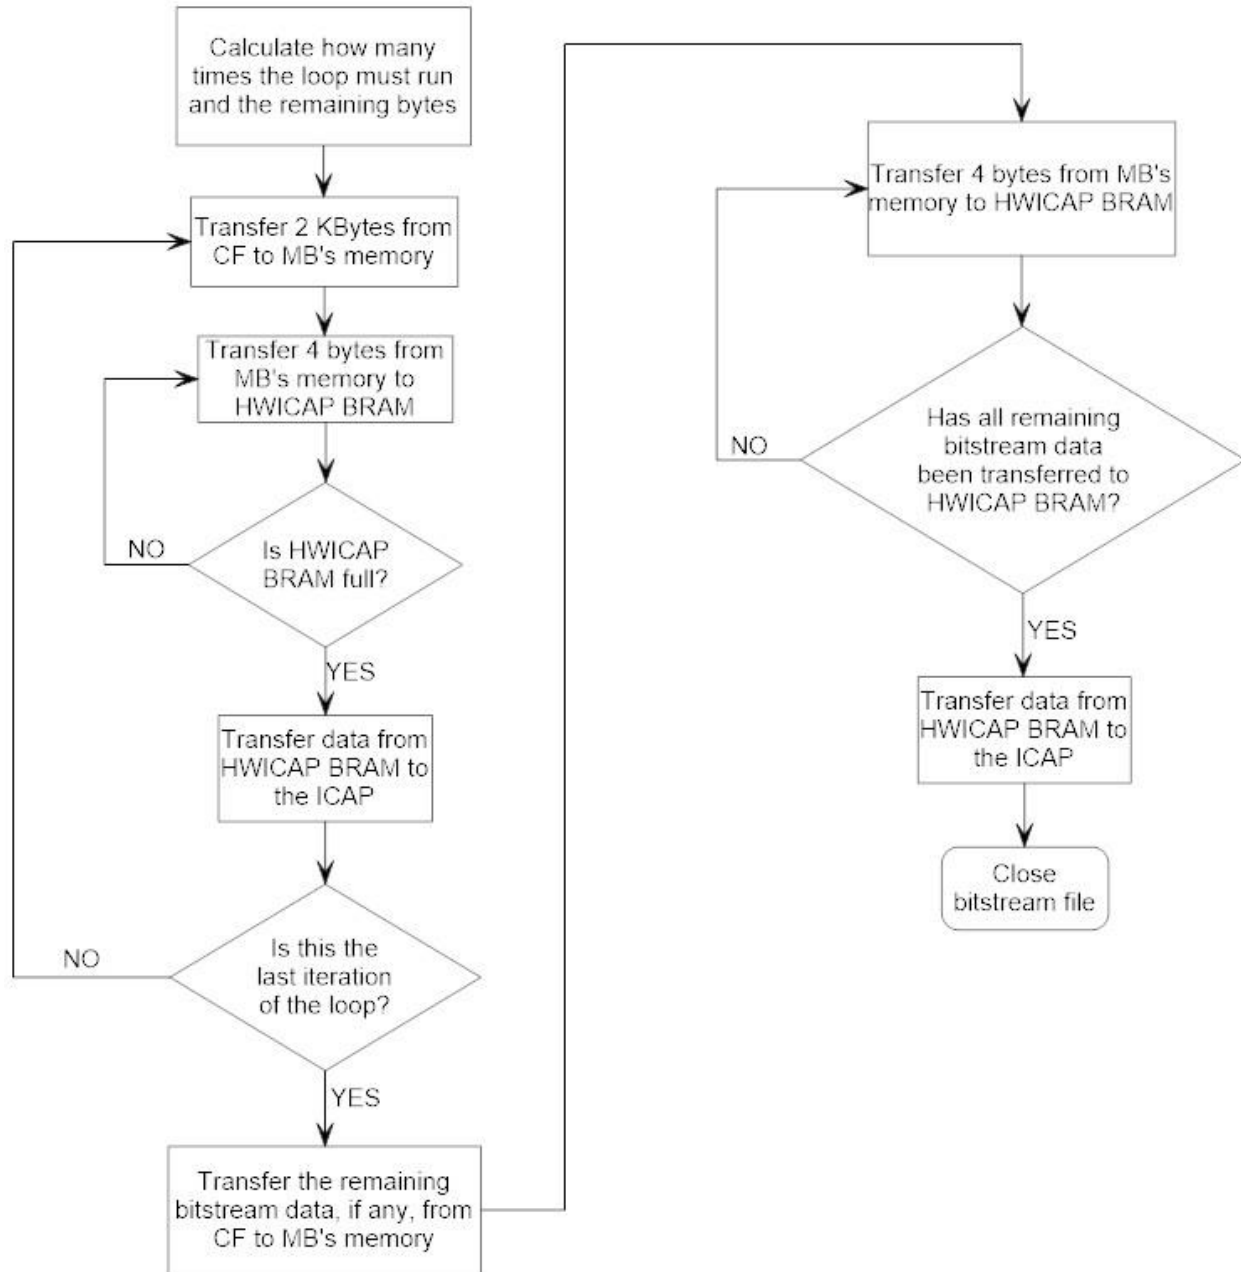 Calculate how many
times the loop must run
and the remaining bytes
Transfer 2 KBytes from
CF to MB's memory
Transfer 4 bytes from
MB's memory to
HWICAP BRAM
NO
Is HWICAP
BRAM full?
YES
Transfer data from
HWICAP BRAM to
the ICAP
NO
Is this the
last iteration
of the loop?
YES
Transfer the remaining
bitstream data, if any, from
CF to MB's memory
Transfer 4 bytes from MB's
memory to HWICAP BRAM
NO
Has all remaining
bitstream data
been transferred to
HWICAP BRAM?
YES
Transfer data from
HWICAP BRAM to
the ICAP
Close
bitstream file